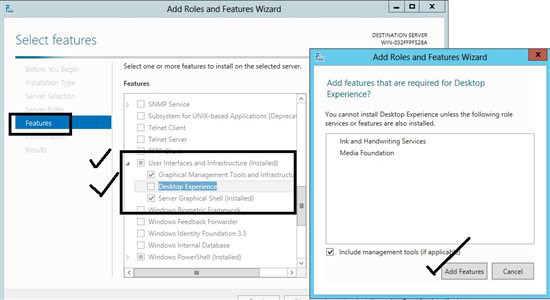 Add Roles and Features Wizard
Select features
DESTINATION SERVER
WIN-032FFPFS28A
Before You Begin
Installation Type
Server Selection
Server Roles
Features
Results
Select one or more features to install on the selected server.
Features
SNMP Service
Subsystem for UNIX-based Applications [Deprecat
Telnet Client
Telnet Server
User Interfaces and Infrastructure (Installed)
Graphical Management Tools and Infrastructu
Desktop Experience
Server Graphical Shell (Installed)
Windows Biometric Framework
Windows Feedback Forwarder
Windows Identity Foundation 3.5
Windows Internal Database
Windows PowerShell (Installed)
Add Roles and Features Wizard
Add features that are required for Desktop
Experience?
You cannot install Desktop Experience unless the following role
services or features are also installed.
Ink and Handwriting Services
Media Foundation
Include management tools (if applicable)
Add Features
Cancel